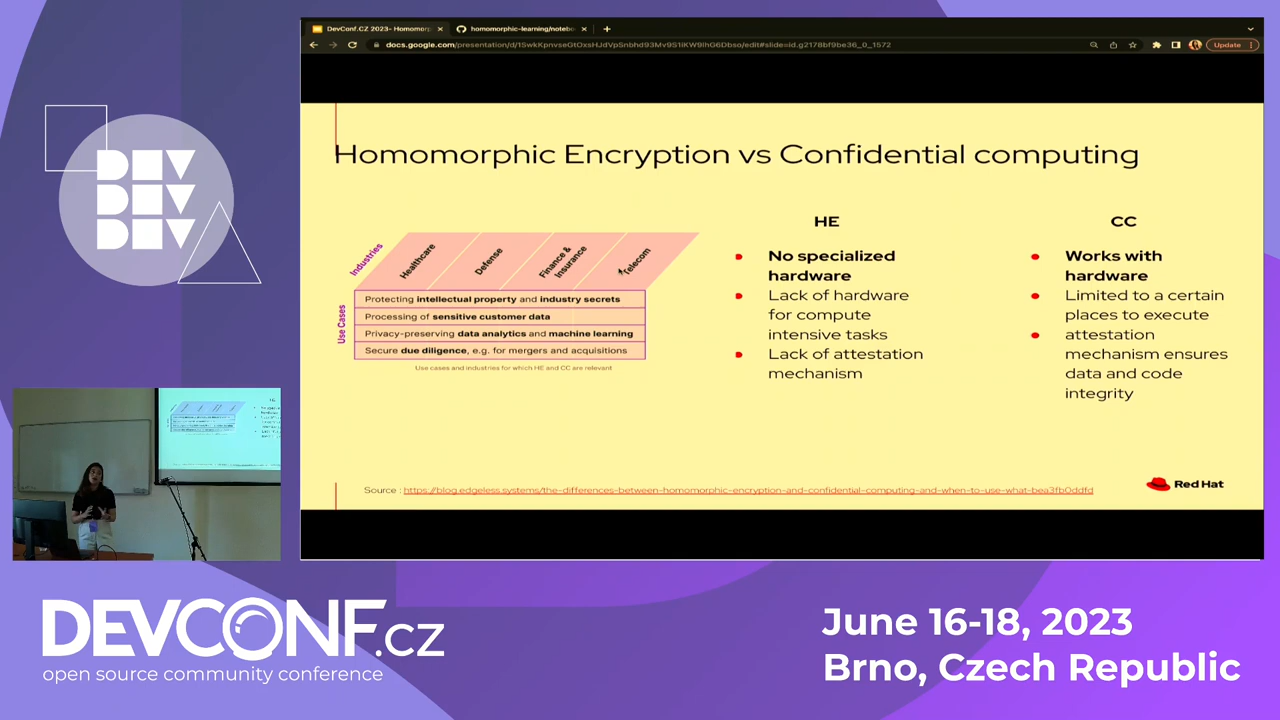 DevConf.CZ 2023- Homomorp
homomorphic-learning/notebo
docs.google.com/presentation/d/1SwkKpnvseGtOxsHJdVpSnbhd93Mv9S1iKW9lhG6Dbso/edit#slide=id.g2178bf9be36_0_1572
Update
DEV
DEV
DEV
Homomorphic Encryption vs Confidential computing
Industries
Healthcare
Defense
Finance &
Insurance
Telecom
Use Cases
Protecting intellectual property and industry secrets
Processing of sensitive customer data
Privacy-preserving data analytics and machine learning
Secure due diligence, e.g. for mergers and acquisitions
Use cases and industries for which HE and CC are relevant
HE
No specialized
hardware
Lack of hardware
for compute
intensive tasks
Lack of attestation
mechanism
CC
Works with
hardware
Limited to a certain
places to execute
attestation
mechanism ensures
data and code
integrity
Source : https://blog.edgeless.systems/the-differences-between-homomorphic-encryption-and-confidential-computing-and-when-to-use-what-bea3fb0ddfd
Red Hat
DEVCONF.cz
open source community conference
June 16-18, 2023
Brno, Czech Republic